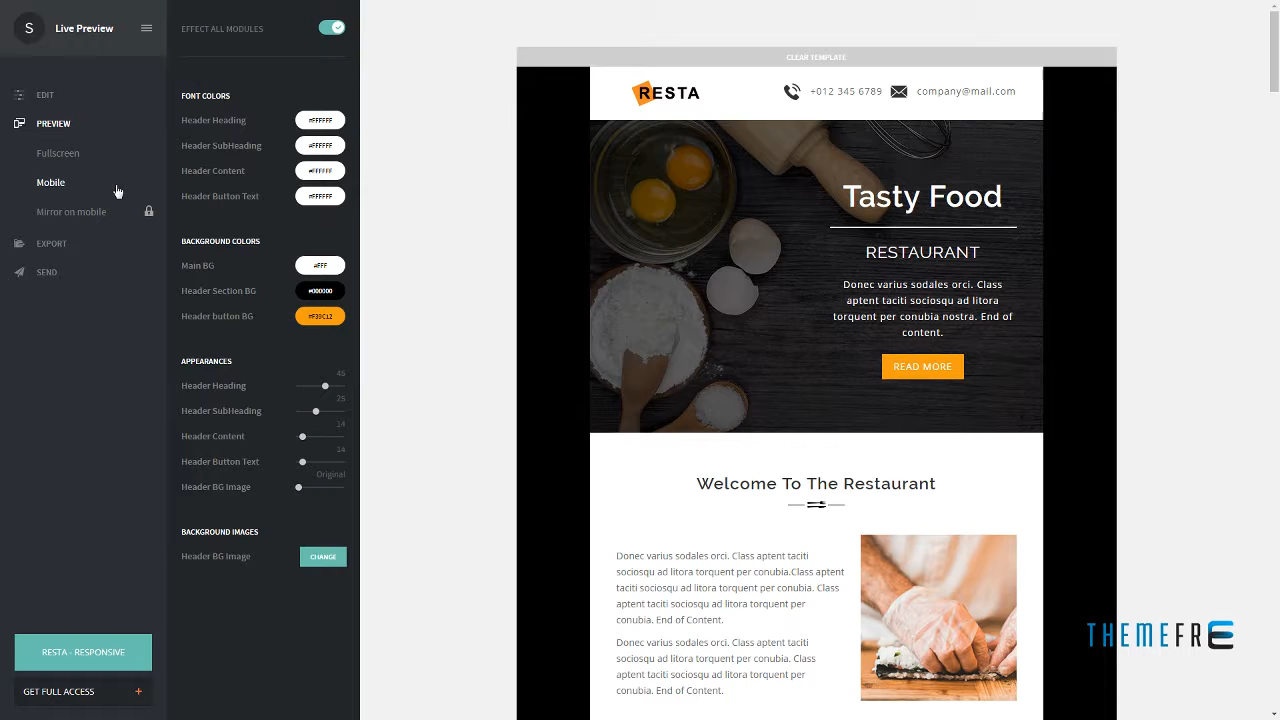 S
Live Preview
EDIT
PREVIEW
Fullscreen
Mobile
Mirror on mobile
EXPORT
SEND
RESTA - RESPONSIVE
GET FULL ACCESS +
EFFECT ALL MODULES
FONT COLORS
Header Heading #FFFFFF
Header SubHeading #FFFFFF
Header Content #FFFFFF
Header Button Text #FFFFFF
BACKGROUND COLORS
Main BG #FFF
Header Section BG #000000
Header button BG #F39C12
APPEARANCES
45
Header Heading
25
Header SubHeading
14
Header Content
14
Header Button Text
Original
Header BG Image
BACKGROUND IMAGES
Header BG Image CHANGE
CLEAR TEMPLATE
RESTA +012 345 6789 company@mail.com
Tasty Food
RESTAURANT
Donec varius sodales orci. Class
aptent taciti sociosqu ad litora
torquent per conubia nostra. End of
content.
READ MORE
Welcome To The Restaurant
Donec varius sodales orci. Class aptent taciti
sociosqu ad litora torquent per conubia.Class aptent
taciti sociosqu ad litora torquent per conubia. Class
aptent taciti sociosqu ad litora torquent per
conubia. End of Content.
Donec varius sodales orci. Class aptent taciti
sociosqu ad litora torquent per conubia. Class
aptent taciti sociosqu ad litora torquent per
conubia. End of Content.
THEMEFRE